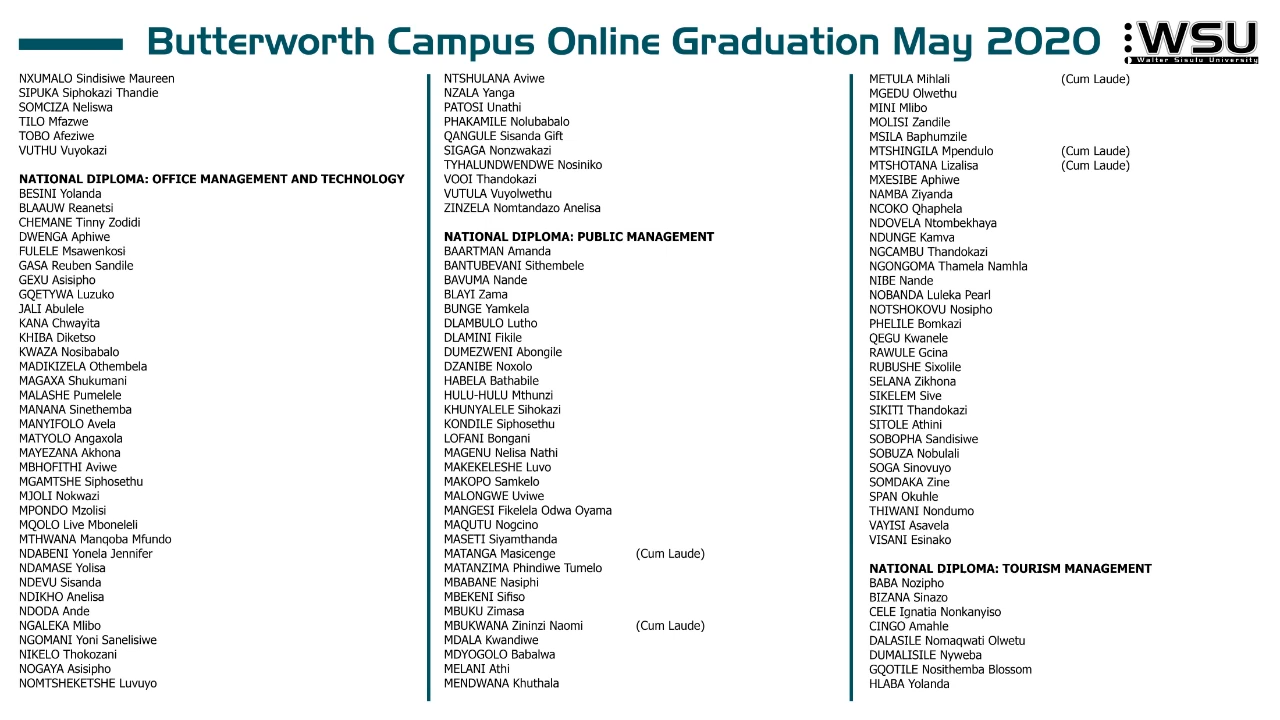 Butterworth Campus Online Graduation May 2020
WSU
Walter Sisulu University
NXUMALO Sindisiwe Maureen
SIPUKA Siphokazi Thandie
SOMCIZA Neliswa
TILO Mfazwe
TOBO Afeziwe
VUTHU Vuyokazi
NATIONAL DIPLOMA: OFFICE MANAGEMENT AND TECHNOLOGY
BESINI Yolanda
BLAAUW Reanetsi
CHEMANE Tinny Zodidi
DWENGA Aphiwe
FULELE Msawenkosi
GASA Reuben Sandile
GEXU Asisipho
GQETYWA Luzuko
JALI Abulele
KANA Chwayita
KHIBA Diketso
KWAZA Nosibabalo
MADIKIZELA Othembela
MAGAXA Shukumani
MALASHE Pumelele
MANANA Sinethemba
MANYIFOLO Avela
MATYOLO Angaxola
MAYEZANA Akhona
MBHOFITHI Aviwe
MGAMTSHE Siphosethu
MJOLI Nokwazi
MPONDO Mzolisi
MQOLO Live Mboneleli
MTHWANA Manqoba Mfundo
NDABENI Yonela Jennifer
NDAMASE Yolisa
NDEVU Sisanda
NDIKHO Anelisa
NDODA Ande
NGALEKA Mlibo
NGOMANI Yoni Sanelisiwe
NIKELO Thokozani
NOGAYA Asisipho
NOMTSHEKETSHE Luvuyo
NTSHULANA Aviwe
NZALA Yanga
PATOSI Unathi
PHAKAMILE Nolubabalo
QANGULE Sisanda Gift
SIGAGA Nonzwakazi
TYHALUNDWENDWE Nosiniko
VOOI Thandokazi
VUTULA Vuyolwethu
ZINZELA Nomtandazo Anelisa
NATIONAL DIPLOMA: PUBLIC MANAGEMENT
BAARTMAN Amanda
BANTUBEVANI Sithembele
BAVUMA Nande
BLAYI Zama
BUNGE Yamkela
DLAMBULO Lutho
DLAMINI Fikile
DUMEZWENI Abongile
DZANIBE Noxolo
HABELA Bathabile
HULU-HULU Mthunzi
KHUNYALELE Sihokazi
KONDILE Siphosethu
LOFANI Bongani
MAGENU Nelisa Nathi
MAKEKELESHE Luvo
MAKOPO Samkelo
MALONGWE Uviwe
MANGESI Fikelela Odwa Oyama
MAQUTU Nogcino
MASETI Siyamthanda
MATANGA Masicenge (Cum Laude)
MATANZIMA Phindiwe Tumelo
MBABANE Nasiphi
MBEKENI Sifiso
MBUKU Zimasa
MBUKWANA Zininzi Naomi (Cum Laude)
MDALA Kwandiwe
MDYOGOLO Babalwa
MELANI Athi
MENDWANA Khuthala
METULA Mihlali (Cum Laude)
MGEDU Olwethu
MINI Mlibo
MOLISI Zandile
MSILA Baphumzile
MTSHINGILA Mpendulo (Cum Laude)
MTSHOTANA Lizalisa (Cum Laude)
MXESIBE Aphiwe
NAMBA Ziyanda
NCOKO Qhaphela
NDOVELA Ntombekhaya
NDUNGE Kamva
NGCAMBU Thandokazi
NGONGOMA Thamela Namhla
NIBE Nande
NOBANDA Luleka Pearl
NOTSHOKOVU Nosipho
PHELILE Bomkazi
QEGU Kwanele
RAWULE Gcina
RUBUSHE Sixolile
SELANA Zikhona
SIKELEM Sive
SIKITI Thandokazi
SITOLE Athini
SOBOPHA Sandisiwe
SOBUZA Nobulali
SOGA Sinovuyo
SOMDAKA Zine
SPAN Okuhle
THIWANI Nondumo
VAYISI Asavela
VISANI Esinako
NATIONAL DIPLOMA: TOURISM MANAGEMENT
BABA Nozipho
BIZANA Sinazo
CELE Ignatia Nonkanyiso
CINGO Amahle
DALASILE Nomaqwati Olwetu
DUMALISILE Nyweba
GQOTILE Nosithemba Blossom
HLABA Yolanda